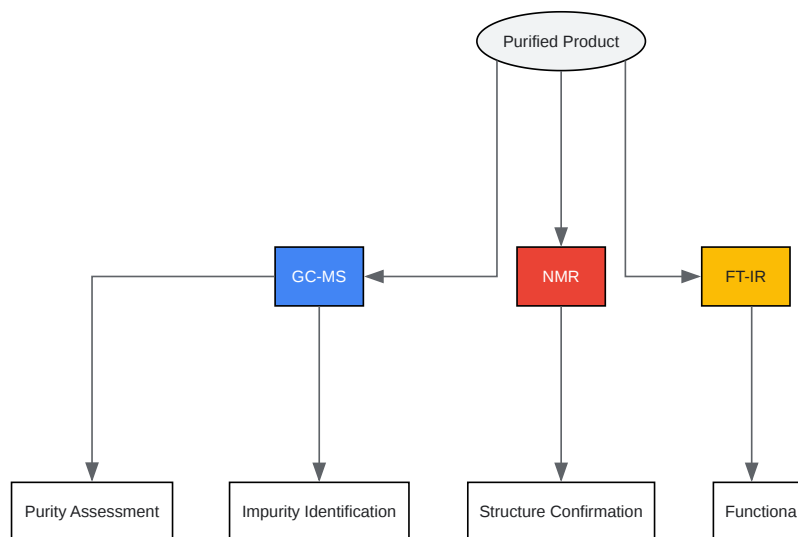 Purified Product
GC-MS
NMR
FT-IR
Purity Assessment
Impurity Identification
Structure Confirmation
Functiona